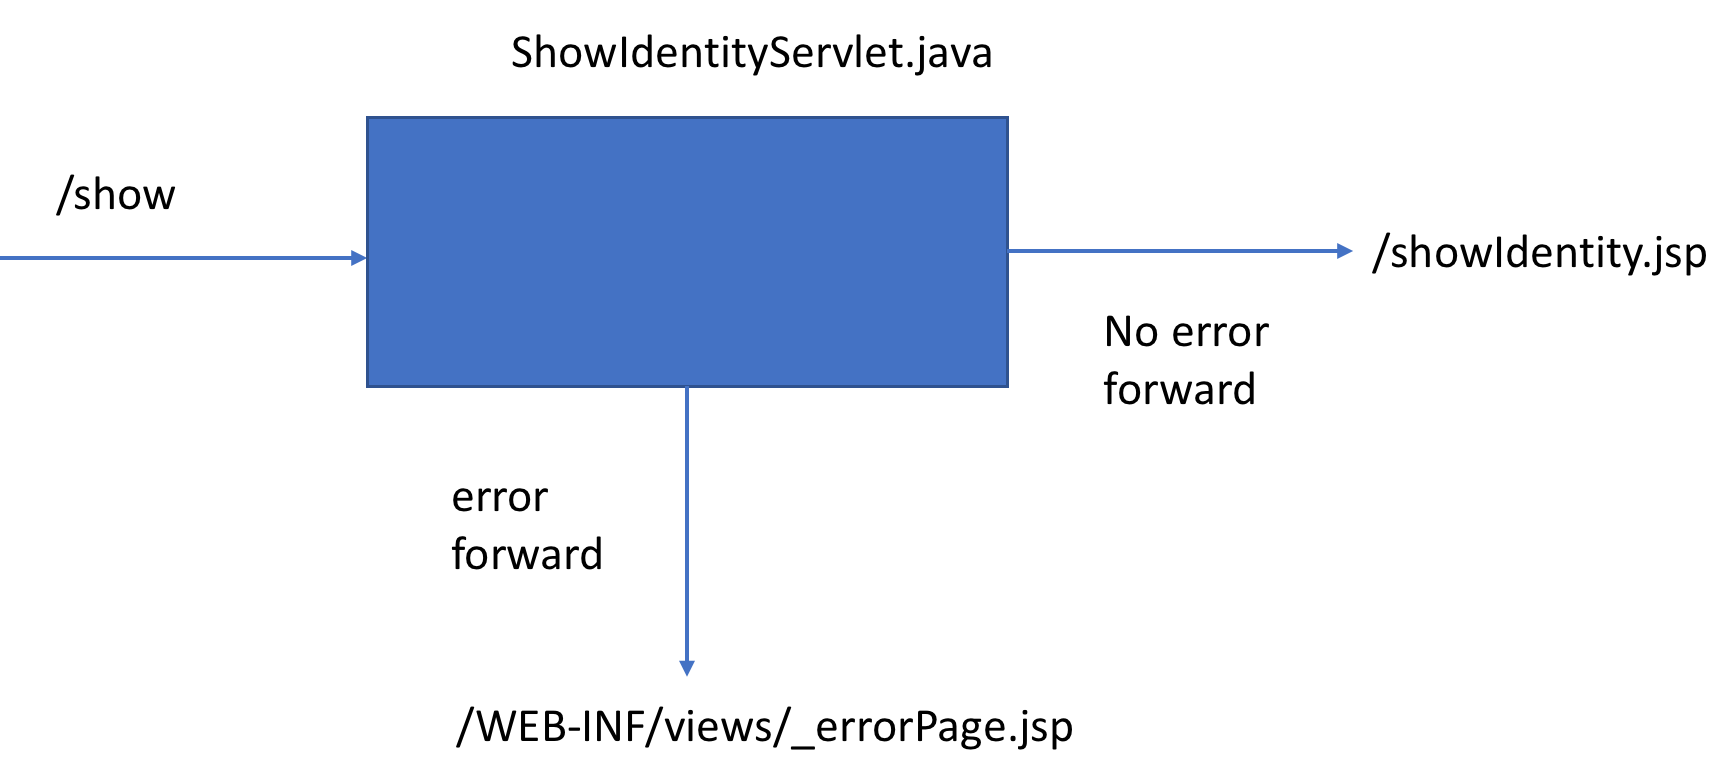 ShowIdentityServlet.java
/show
/showIdentity.jsp
No error
forward
error
forward
/WEB-INF/views/_errorPage.jsp